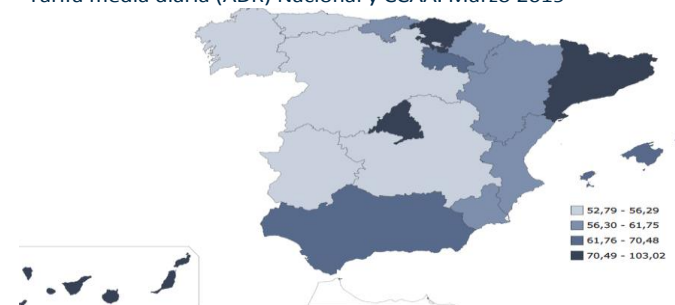 Tarifa media diaria (ADR) Nacional y CCAA. Marzo 2019
52,79 - 56,29
56,30 - 61,75
61,76 - 70,48
70,49 - 103,02